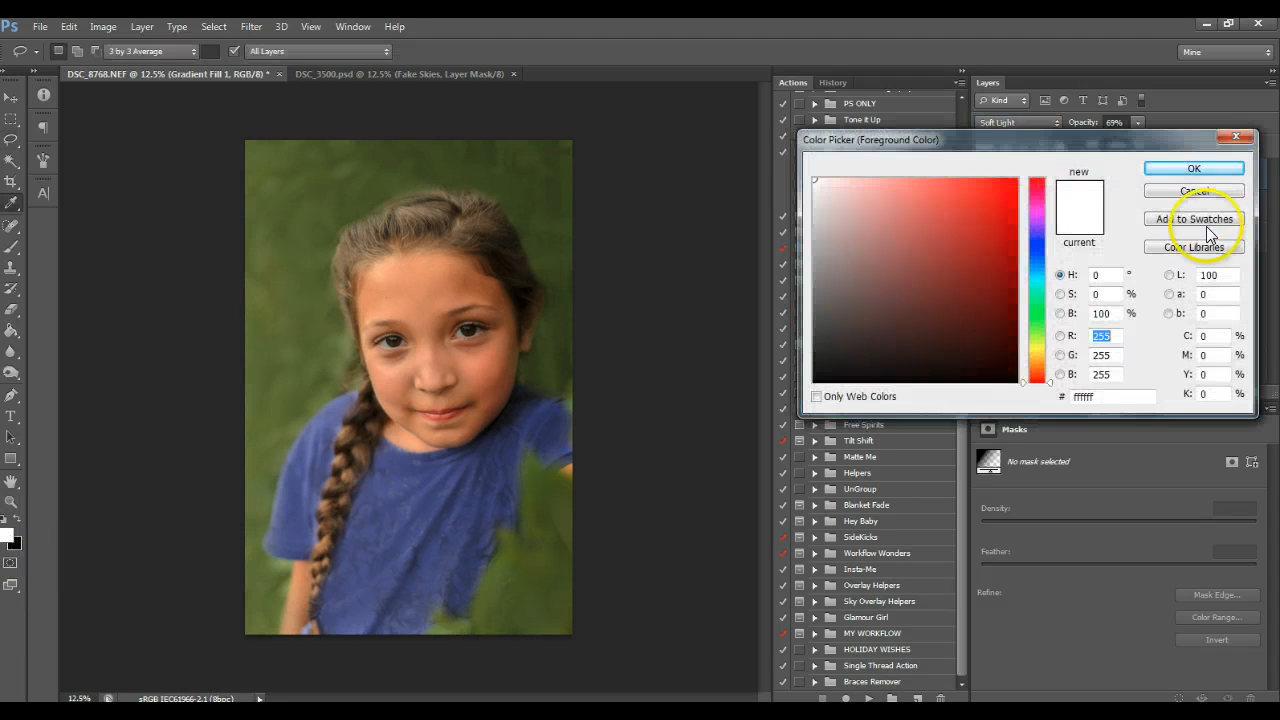 Ps File Edit Image Layer Type Select Filter 3D View Window Help
3 by 3 Average All Layers Mine
DSC_8768.NEF @ 12.5% (Gradient Fill 1, RGB/8) * × DSC_3500.psd @ 12.5% (Fake Skies, Layer Mask/8) ×
Actions History Layers
PS ONLY Kind
Tone it Up Soft Light Opacity: 69%
Color Picker (Foreground Color)
new OK
Cancel
Add to Swatches
current Color Libraries
H: 0 ° L: 100
S: 0 % a: 0
B: 100 % b: 0
R: 255 C: 0 %
G: 255 M: 0 %
B: 255 Y: 0 %
Only Web Colors # ffffff K: 0 %
Free Spirits Masks
Tilt Shift
Matte Me No mask selected
Helpers
UnGroup
Blanket Fade Density:
Hey Baby
SideKicks
Workflow Wonders Feather:
Insta-Me
Overlay Helpers Refine: Mask Edge...
Sky Overlay Helpers
Glamour Girl Color Range...
MY WORKFLOW Invert
HOLIDAY WISHES
Single Thread Action
Braces Remover
12.5% sRGB IEC61966-2.1 (8bpc)